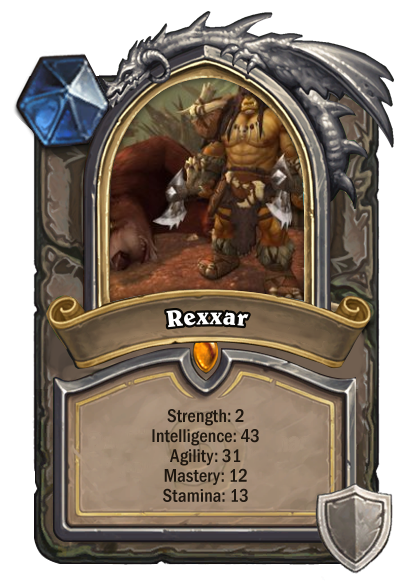 Rexxar
Strength: 2
Intelligence: 43
Agility: 31
Mastery: 12
Stamina: 13